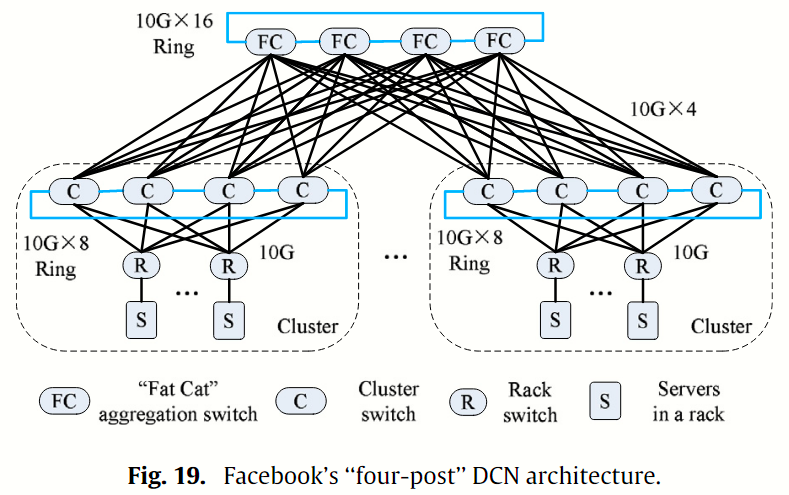 10G×16
Ring
FC FC FC FC
10G×4
C C C C C C C C
10G×8
Ring
R R 10G
...
10G×8
Ring
R R 10G
... ...
S S Cluster S S Cluster
FC "Fat Cat" aggregation switch
C Cluster switch
R Rack switch
S Servers in a rack
Fig. 19. Facebook's "four-post" DCN architecture.